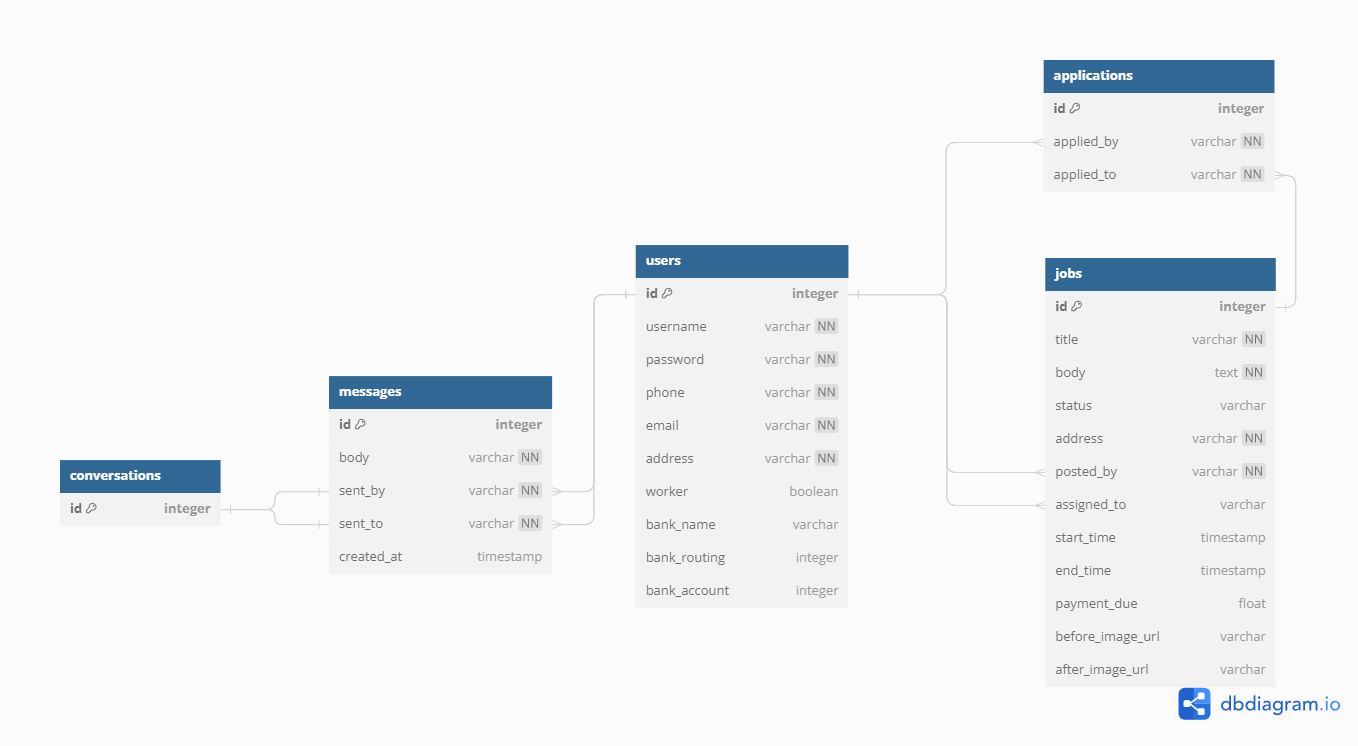 applications
id integer
applied_by varchar NN
applied_to varchar NN
users
id integer
username varchar NN
password varchar NN
phone varchar NN
email varchar NN
address varchar NN
worker boolean
bank_name varchar
bank_routing integer
bank_account integer
jobs
id integer
title varchar NN
body text NN
status varchar
address varchar NN
posted_by varchar NN
assigned_to varchar
start_time timestamp
end_time timestamp
payment_due float
before_image_url varchar
after_image_url varchar
messages
id integer
body varchar NN
sent_by varchar NN
sent_to varchar NN
created_at timestamp
conversations
id integer
dbdiagram.io